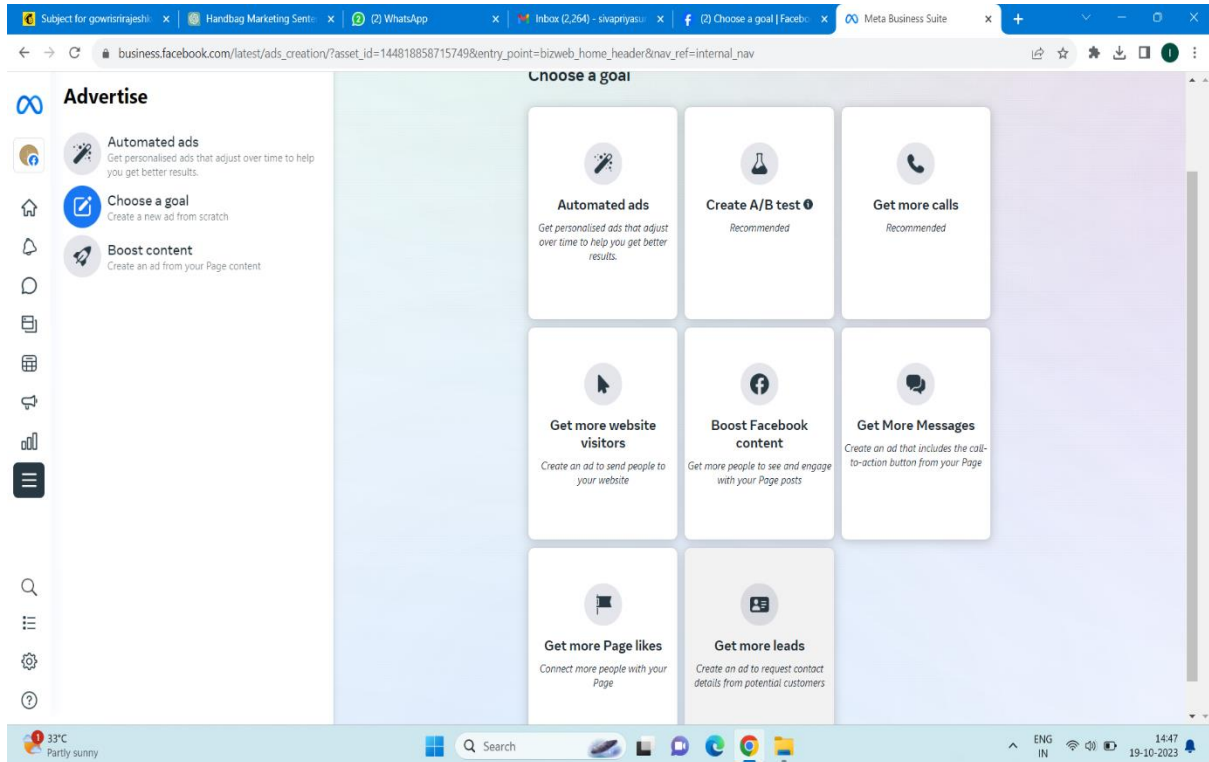 Subject for gowrisrirajeshk
Handbag Marketing Sente
(2) WhatsApp
Inbox (2,264) - sivapriyasur
(2) Choose a goal | Facebo
Meta Business Suite
business.facebook.com/latest/ads_creation/?asset_id=144818858715749&entry_point=bizweb_home_header&nav_ref=internal_nav
Advertise
Automated ads
Get personalised ads that adjust over time to help
you get better results.
Choose a goal
Create a new ad from scratch
Boost content
Create an ad from your Page content
Choose a goal
Automated ads
Get personalised ads that adjust
over time to help you get better
results.
Create A/B test
Recommended
Get more calls
Recommended
Get more website
visitors
Create an ad to send people to
your website
Boost Facebook
content
Get more people to see and engage
with your Page posts
Get More Messages
Create an ad that includes the call-
to-action button from your Page
Get more Page likes
Connect more people with your
Page
Get more leads
Create an ad to request contact
details from potential customers
1
33°C
Partly sunny
Search
ENG
IN
14:47
19-10-2023